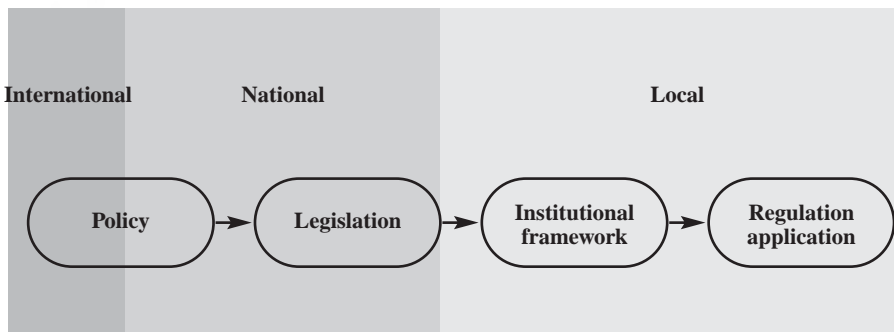 International National Local
Policy Legislation Institutional framework Regulation application